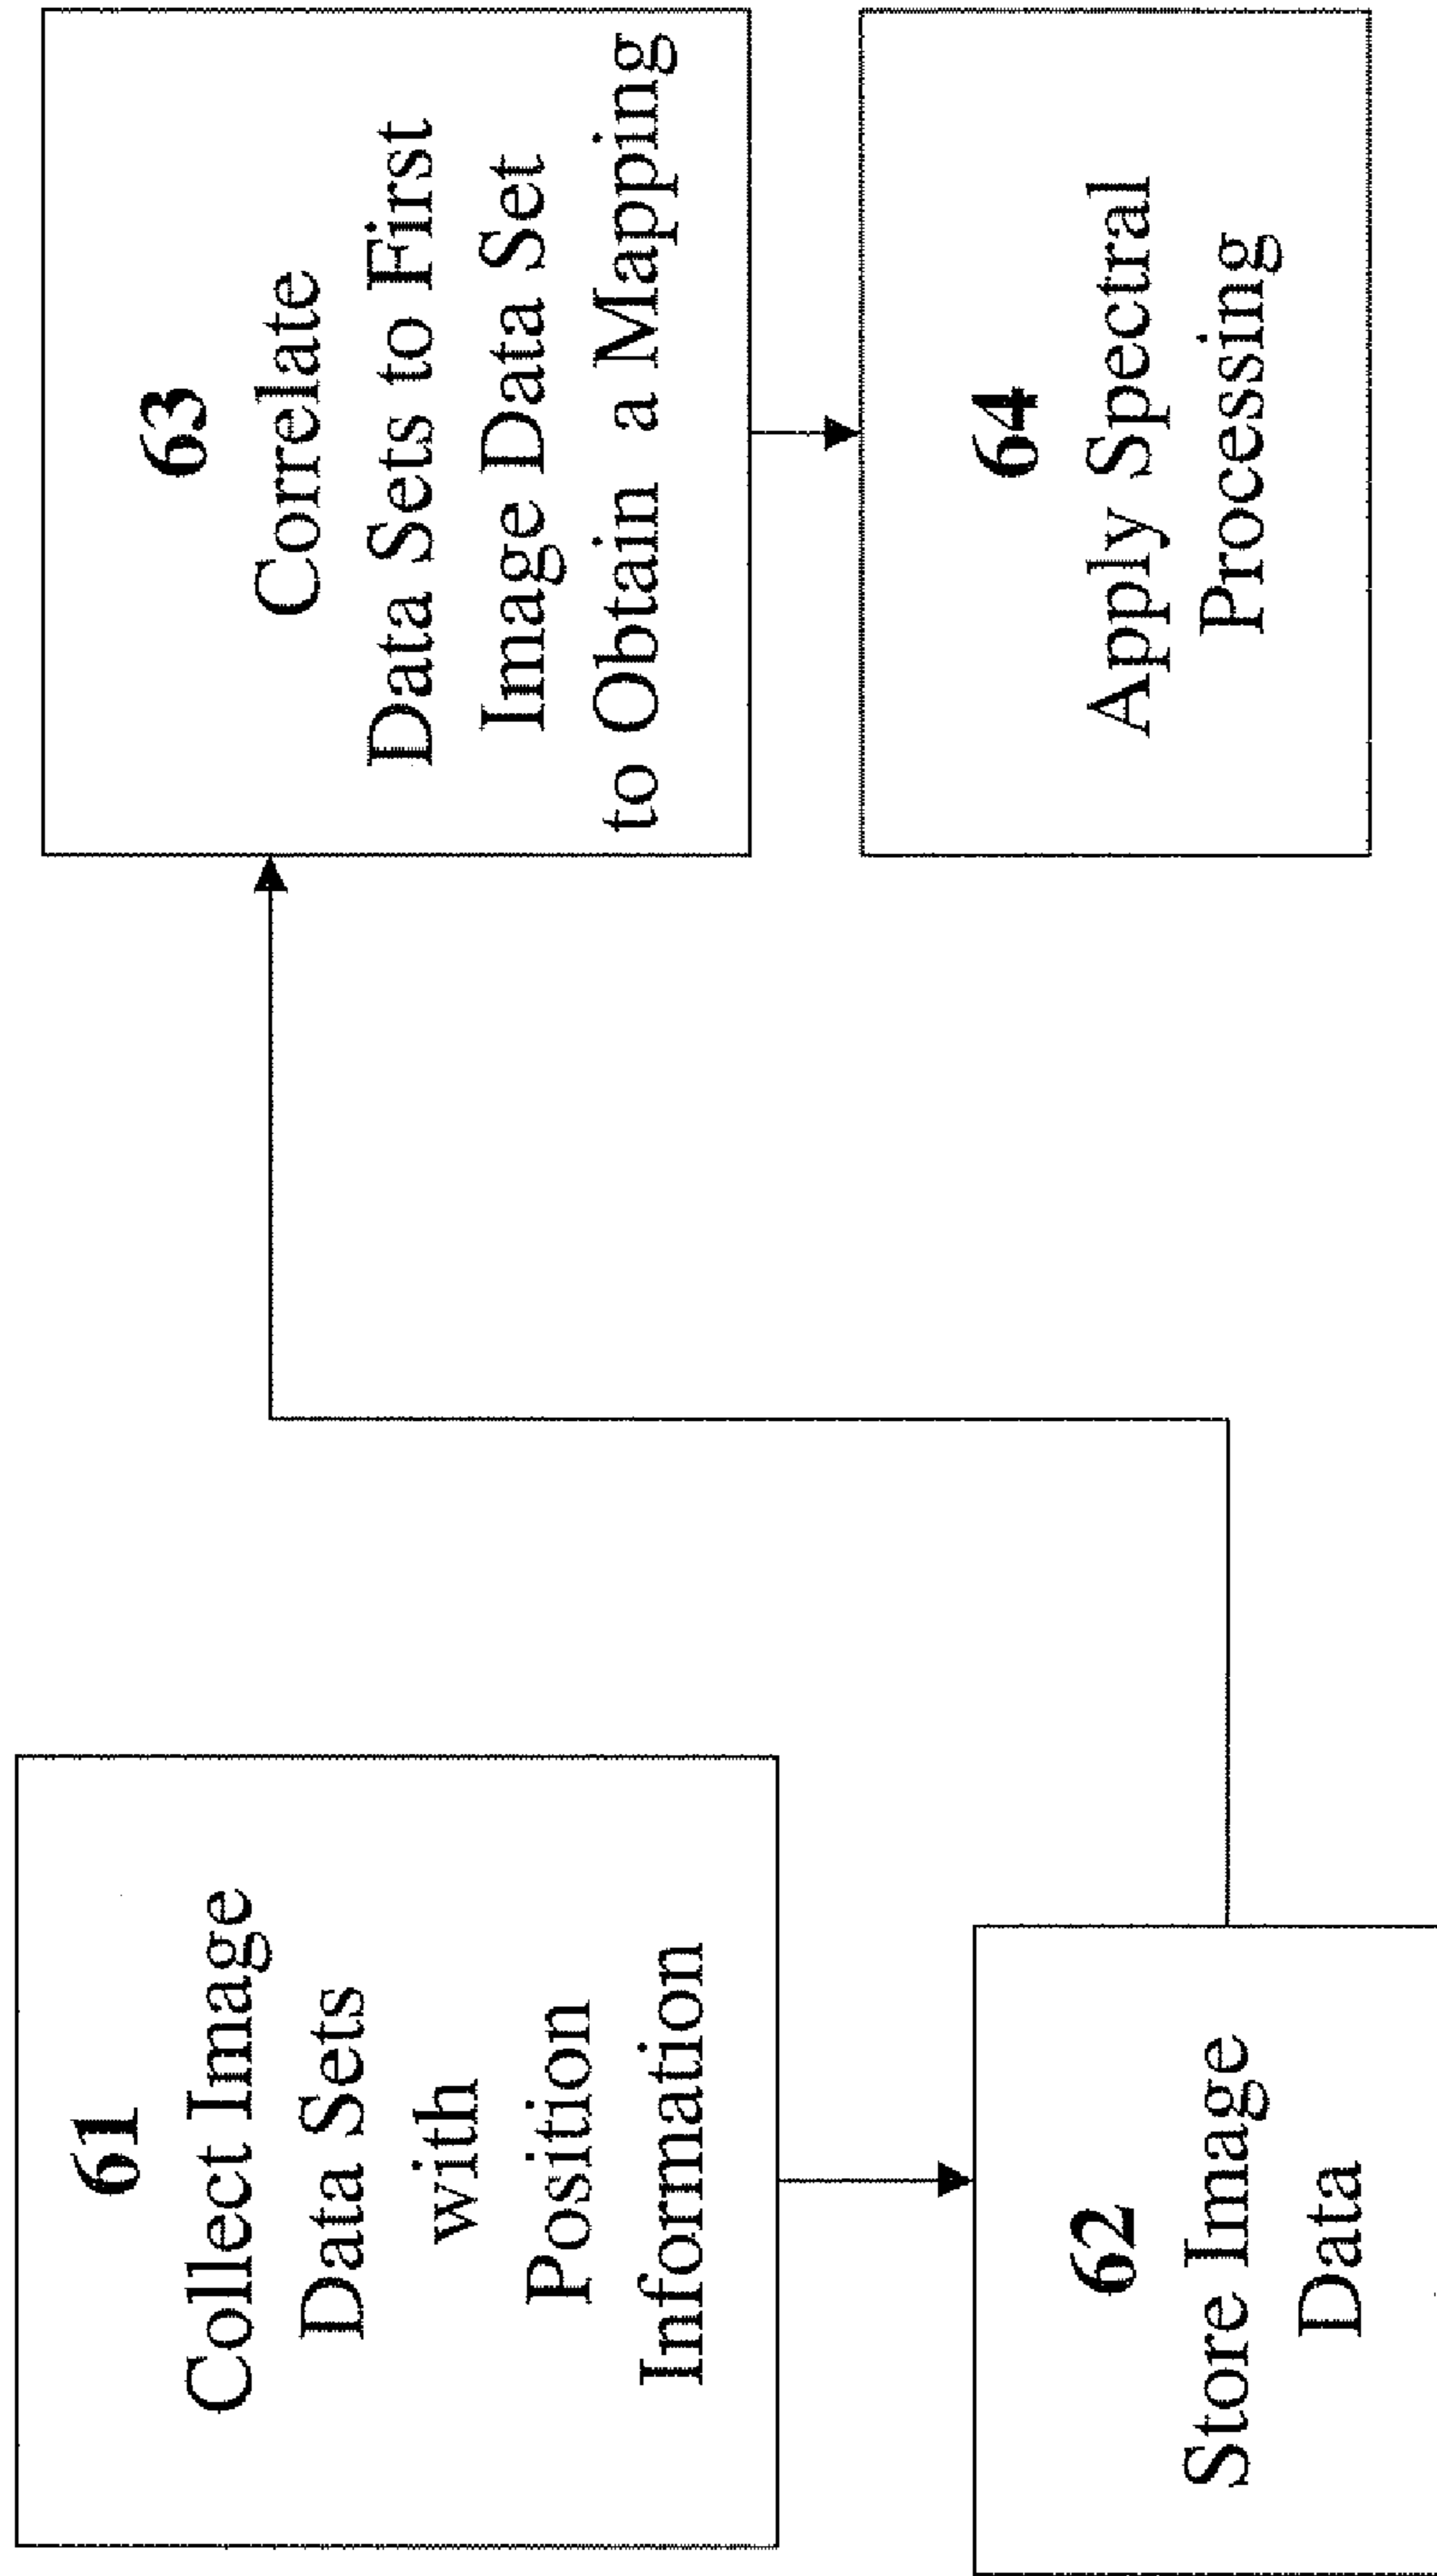 61
Collect Image
Data Sets
with
Position
Information
62
Store Image
Data
63
Correlate
Data Sets to First
Image Data Set
to Obtain a Mapping
64
Apply Spectral
Processing